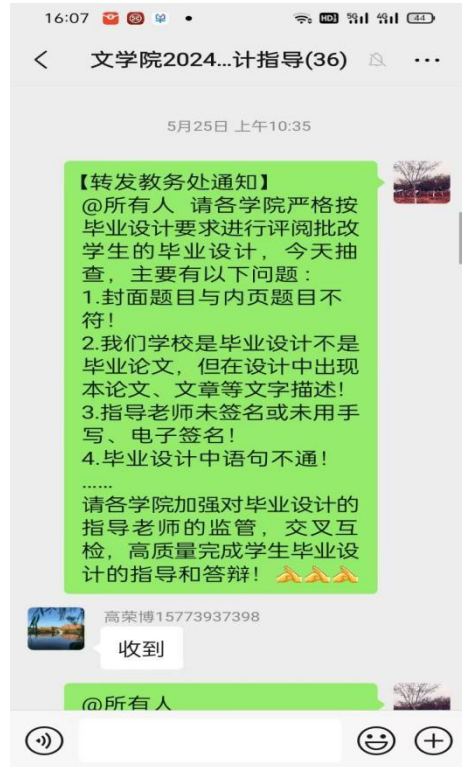 16:07
HD 5G 4G 44
文学院2024...计指导(36)
5月25日 上午10:35
【转发教务处通知】
@所有人 请各学院严格按
毕业设计要求进行评阅批改
学生的毕业设计，今天抽
查，主要有以下问题：
1.封面题目与内页题目不
符！
2.我们学校是毕业设计不是
毕业论文，但在设计中出现
本论文、文章等文字描述！
3.指导老师未签名或未用手
写、电子签名！
4.毕业设计中语句不通！
......
请各学院加强对毕业设计的
指导老师的监管，交叉互
检，高质量完成学生毕业设
计的指导和答辩！
高荣博15773937398
收到
@所有人